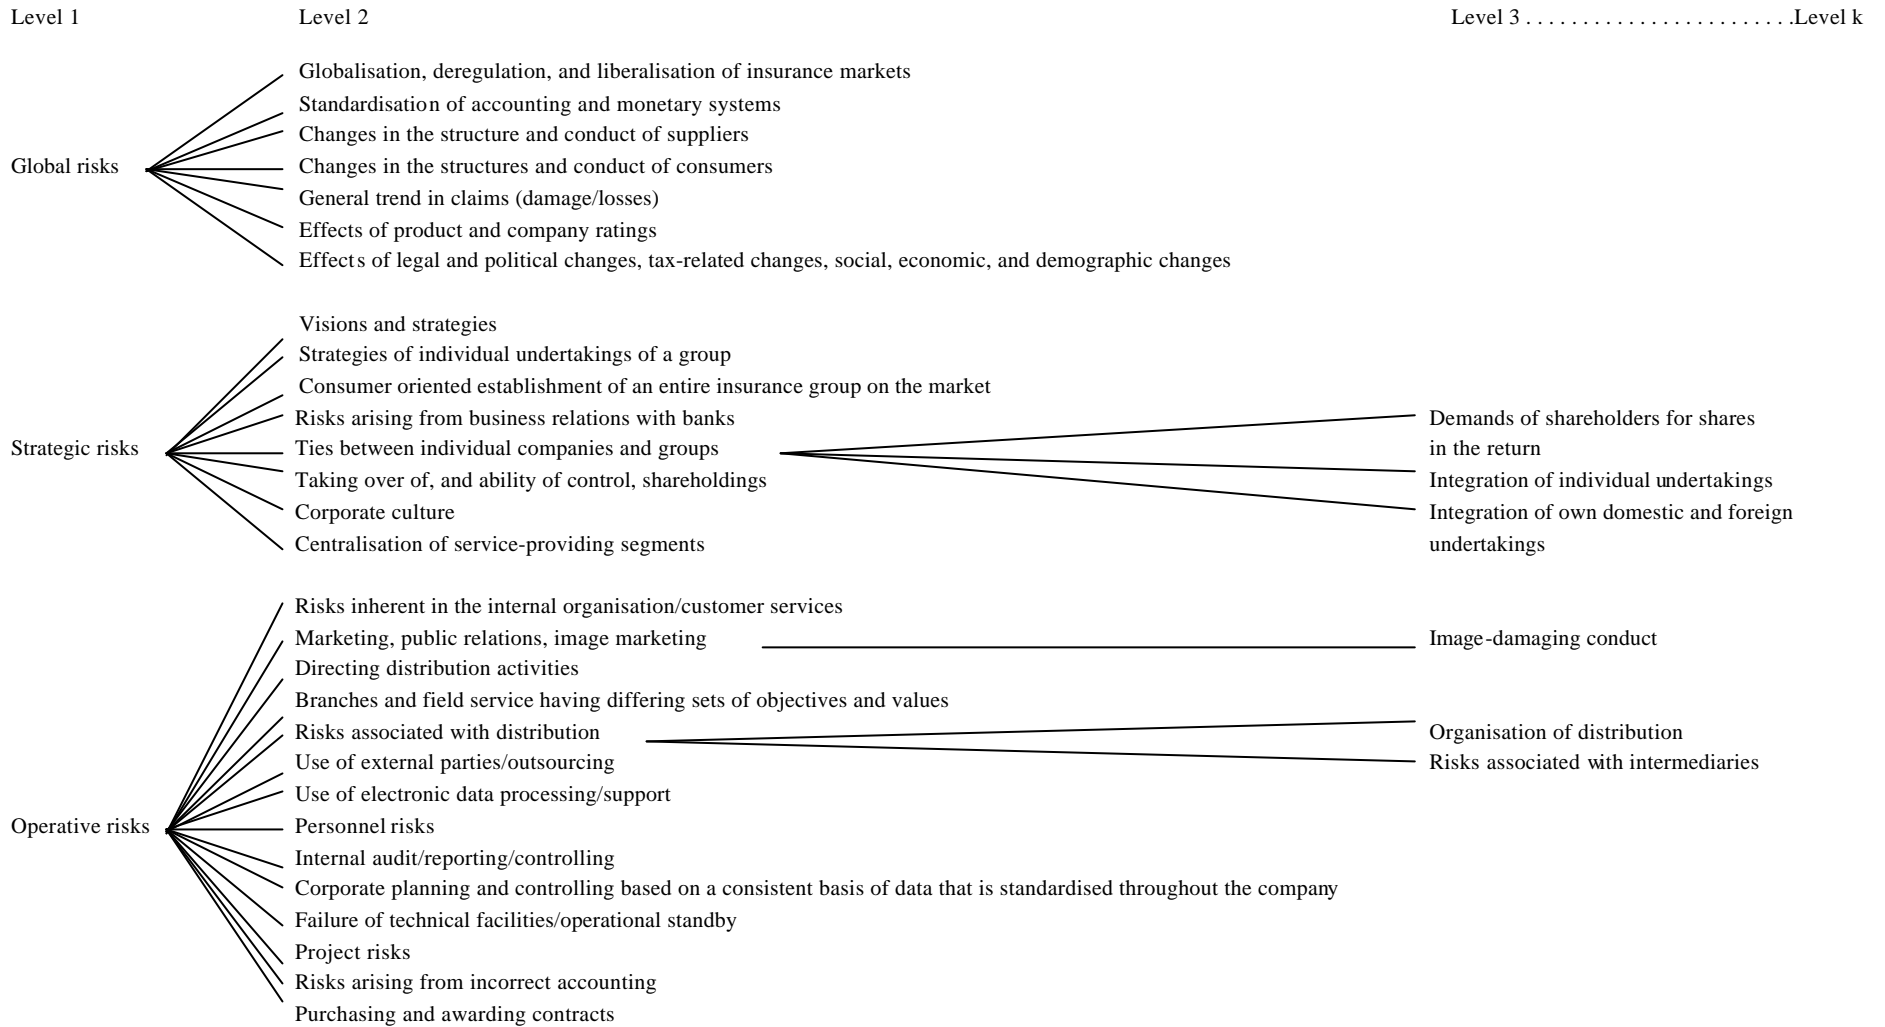 Level 1 Level 2 Level 3 . . . . . . . . . . . . . . . . . . . . . . . .Level k
Globalisation, deregulation, and liberalisation of insurance markets
Standardisation of accounting and monetary systems
Changes in the structure and conduct of suppliers
Global risks Changes in the structures and conduct of consumers
General trend in claims (damage/losses)
Effects of product and company ratings
Effects of legal and political changes, tax-related changes, social, economic, and demographic changes
Visions and strategies
Strategies of individual undertakings of a group
Consumer oriented establishment of an entire insurance group on the market
Risks arising from business relations with banks Demands of shareholders for shares
Strategic risks Ties between individual companies and groups in the return
Taking over of, and ability of control, shareholdings Integration of individual undertakings
Corporate culture Integration of own domestic and foreign
Centralisation of service-providing segments undertakings
Risks inherent in the internal organisation/customer services
Marketing, public relations, image marketing Image-damaging conduct
Directing distribution activities
Branches and field service having differing sets of objectives and values
Risks associated with distribution Organisation of distribution
Use of external parties/outsourcing Risks associated with intermediaries
Use of electronic data processing/support
Operative risks Personnel risks
Internal audit/reporting/controlling
Corporate planning and controlling based on a consistent basis of data that is standardised throughout the company
Failure of technical facilities/operational standby
Project risks
Risks arising from incorrect accounting
Purchasing and awarding contracts